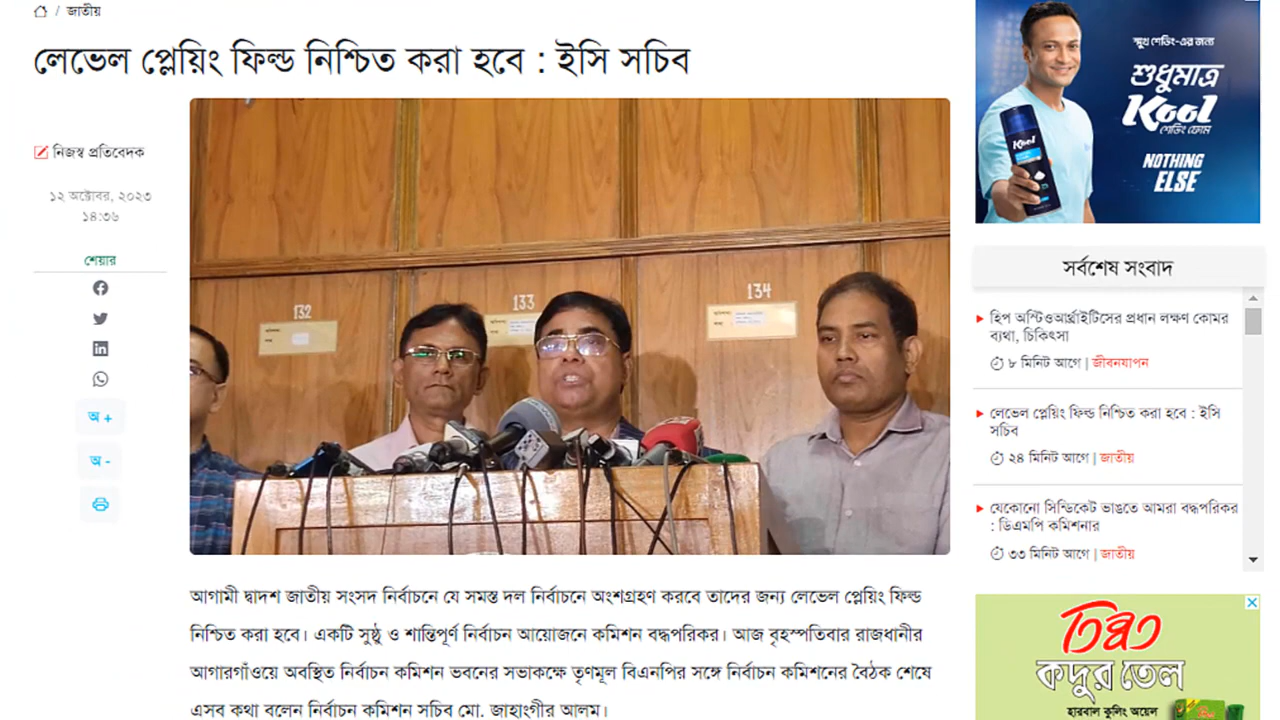 / জাতীয়
লেভেল প্লেয়িং ফিল্ড নিশ্চিত করা হবে : ইসি সচিব
নিজস্ব প্রতিবেদক
১২ অক্টোবর, ২০২৩
১৪:৩৬
শেয়ার
অ +
অ -
132
133
134
আগামী দ্বাদশ জাতীয় সংসদ নির্বাচনে যে সমস্ত দল নির্বাচনে অংশগ্রহণ করবে তাদের জন্য লেভেল প্লেয়িং ফিল্ড
নিশ্চিত করা হবে। একটি সুষ্ঠু ও শান্তিপূর্ণ নির্বাচন আয়োজনে কমিশন বদ্ধপরিকর। আজ বৃহস্পতিবার রাজধানীর
আগারগাঁওয়ে অবস্থিত নির্বাচন কমিশন ভবনের সভাকক্ষে তৃণমূল বিএনপির সঙ্গে নির্বাচন কমিশনের বৈঠক শেষে
এসব কথা বলেন নির্বাচন কমিশন সচিব মো. জাহাংগীর আলম।
স্মুথ শেভিং-এর জন্য
শুধুমাত্র
Kool
শেভিং ফোম
NOTHING
ELSE
Kool
সর্বশেষ সংবাদ
হিপ অস্টিওআর্থ্রাইটিসের প্রধান লক্ষণ কোমর
ব্যথা, চিকিৎসা
৮ মিনিট আগে | জীবনযাপন
লেভেল প্লেয়িং ফিল্ড নিশ্চিত করা হবে : ইসি
সচিব
২৪ মিনিট আগে | জাতীয়
যেকোনো সিন্ডিকেট ভাঙতে আমরা বদ্ধপরিকর
: ডিএমপি কমিশনার
৩৩ মিনিট আগে | জাতীয়
কদুর তেল
হারবাল কুলিং অয়েল